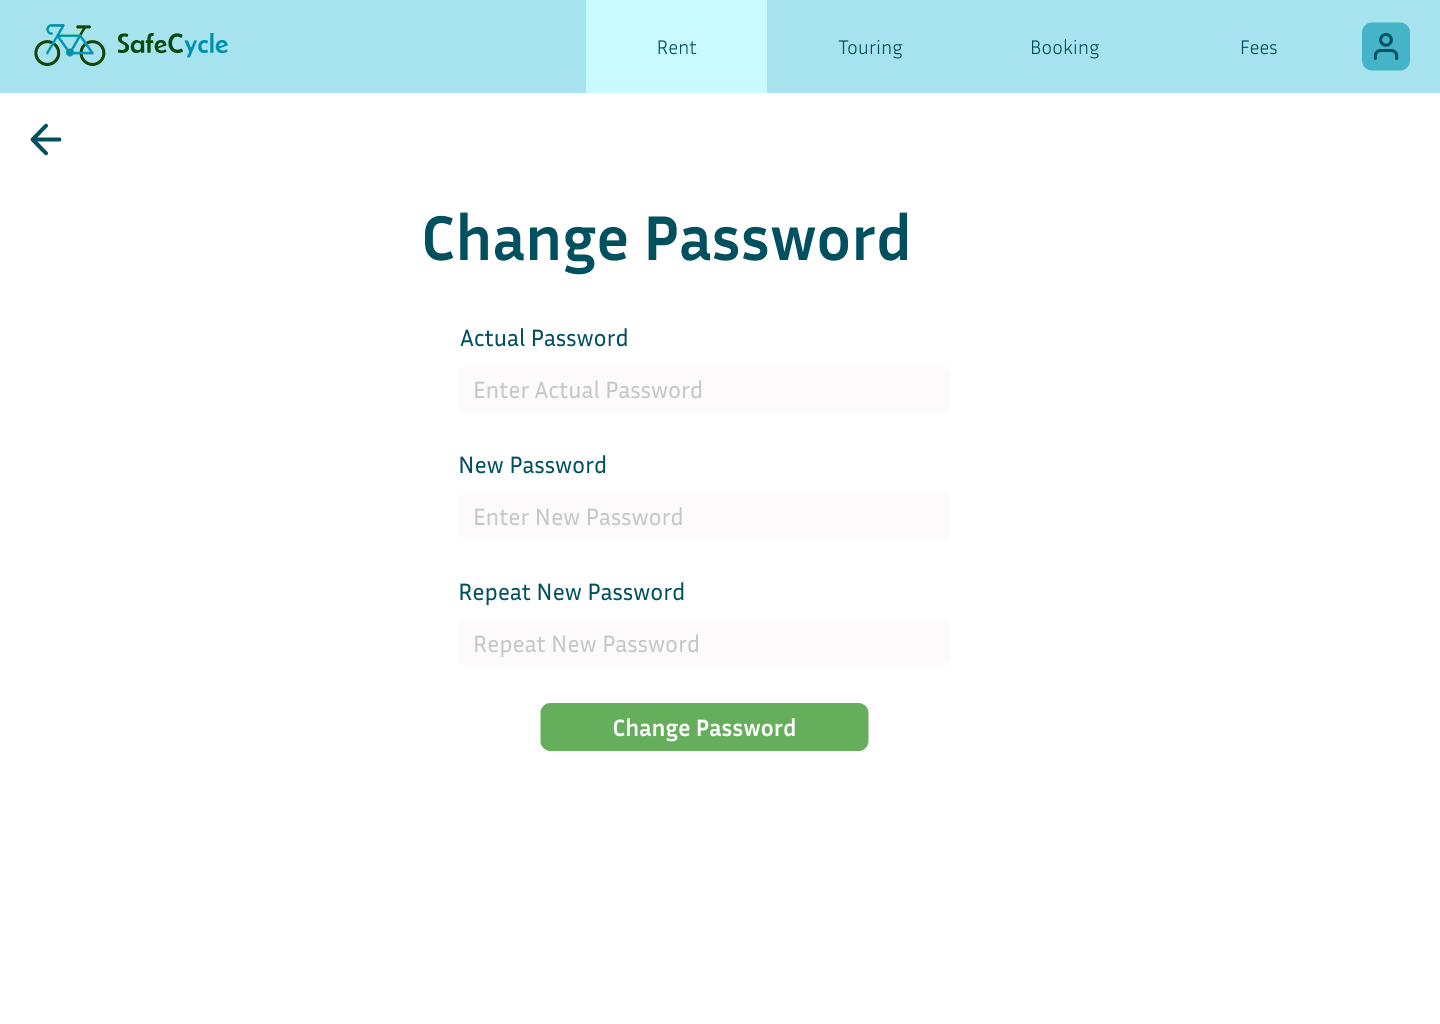 SafeCycle
Rent
Touring
Booking
Fees
Change Password
Actual Password
Enter Actual Password
New Password
Enter New Password
Repeat New Password
Repeat New Password
Change Password